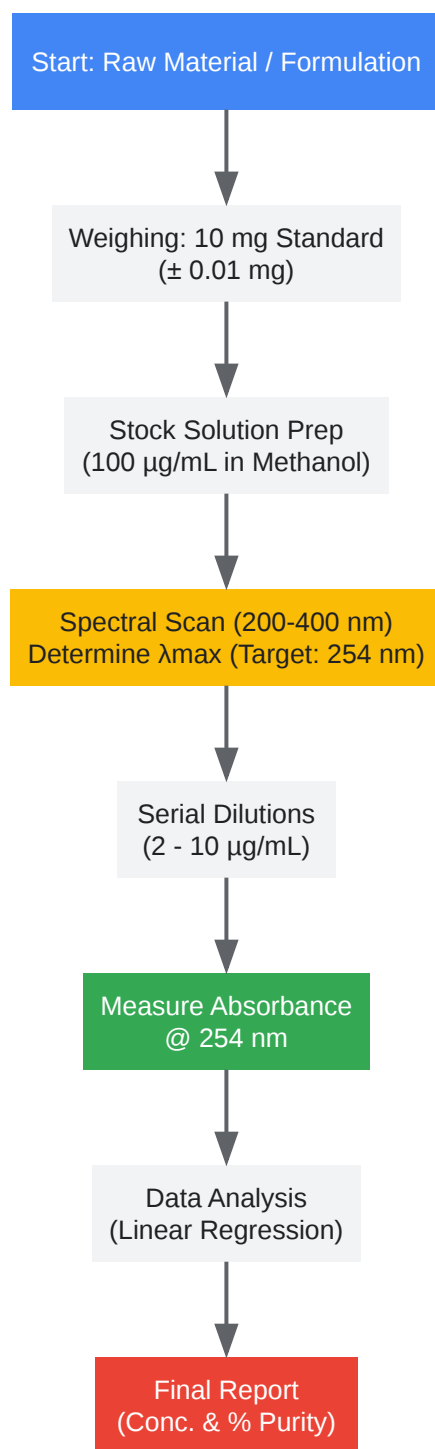 Start: Raw Material / Formulation
Weighing: 10 mg Standard
(± 0.01 mg)
Stock Solution Prep
(100 µg/mL in Methanol)
Spectral Scan (200-400 nm)
Determine λmax (Target: 254 nm)
Serial Dilutions
(2 - 10 µg/mL)
Measure Absorbance
@ 254 nm
Data Analysis
(Linear Regression)
Final Report
(Conc. & % Purity)